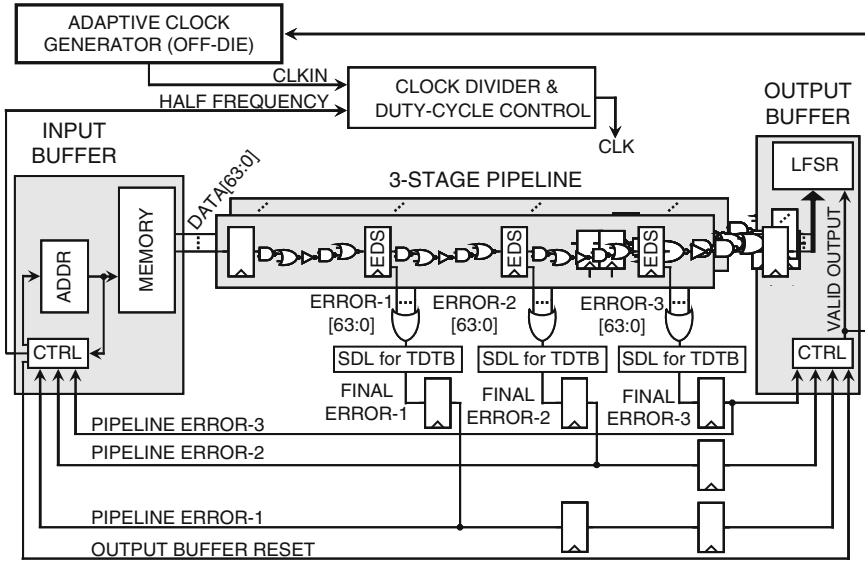 ADAPTIVE CLOCK
GENERATOR (OFF-DIE)
CLKIN
HALF FREQUENCY
CLOCK DIVIDER &
DUTY-CYCLE CONTROL
CLK
INPUT
BUFFER
OUTPUT
BUFFER
DATA[63:0]
3-STAGE PIPELINE
LFSR
MEMORY
ADDR
EDS
EDS
EDS
VALID OUTPUT
ERROR-1
[63:0]
ERROR-2
[63:0]
ERROR-3
[63:0]
CTRL
SDL for TDTB
SDL for TDTB
SDL for TDTB
CTRL
FINAL
ERROR-1
FINAL
ERROR-2
FINAL
ERROR-3
PIPELINE ERROR-3
PIPELINE ERROR-2
PIPELINE ERROR-1
OUTPUT BUFFER RESET